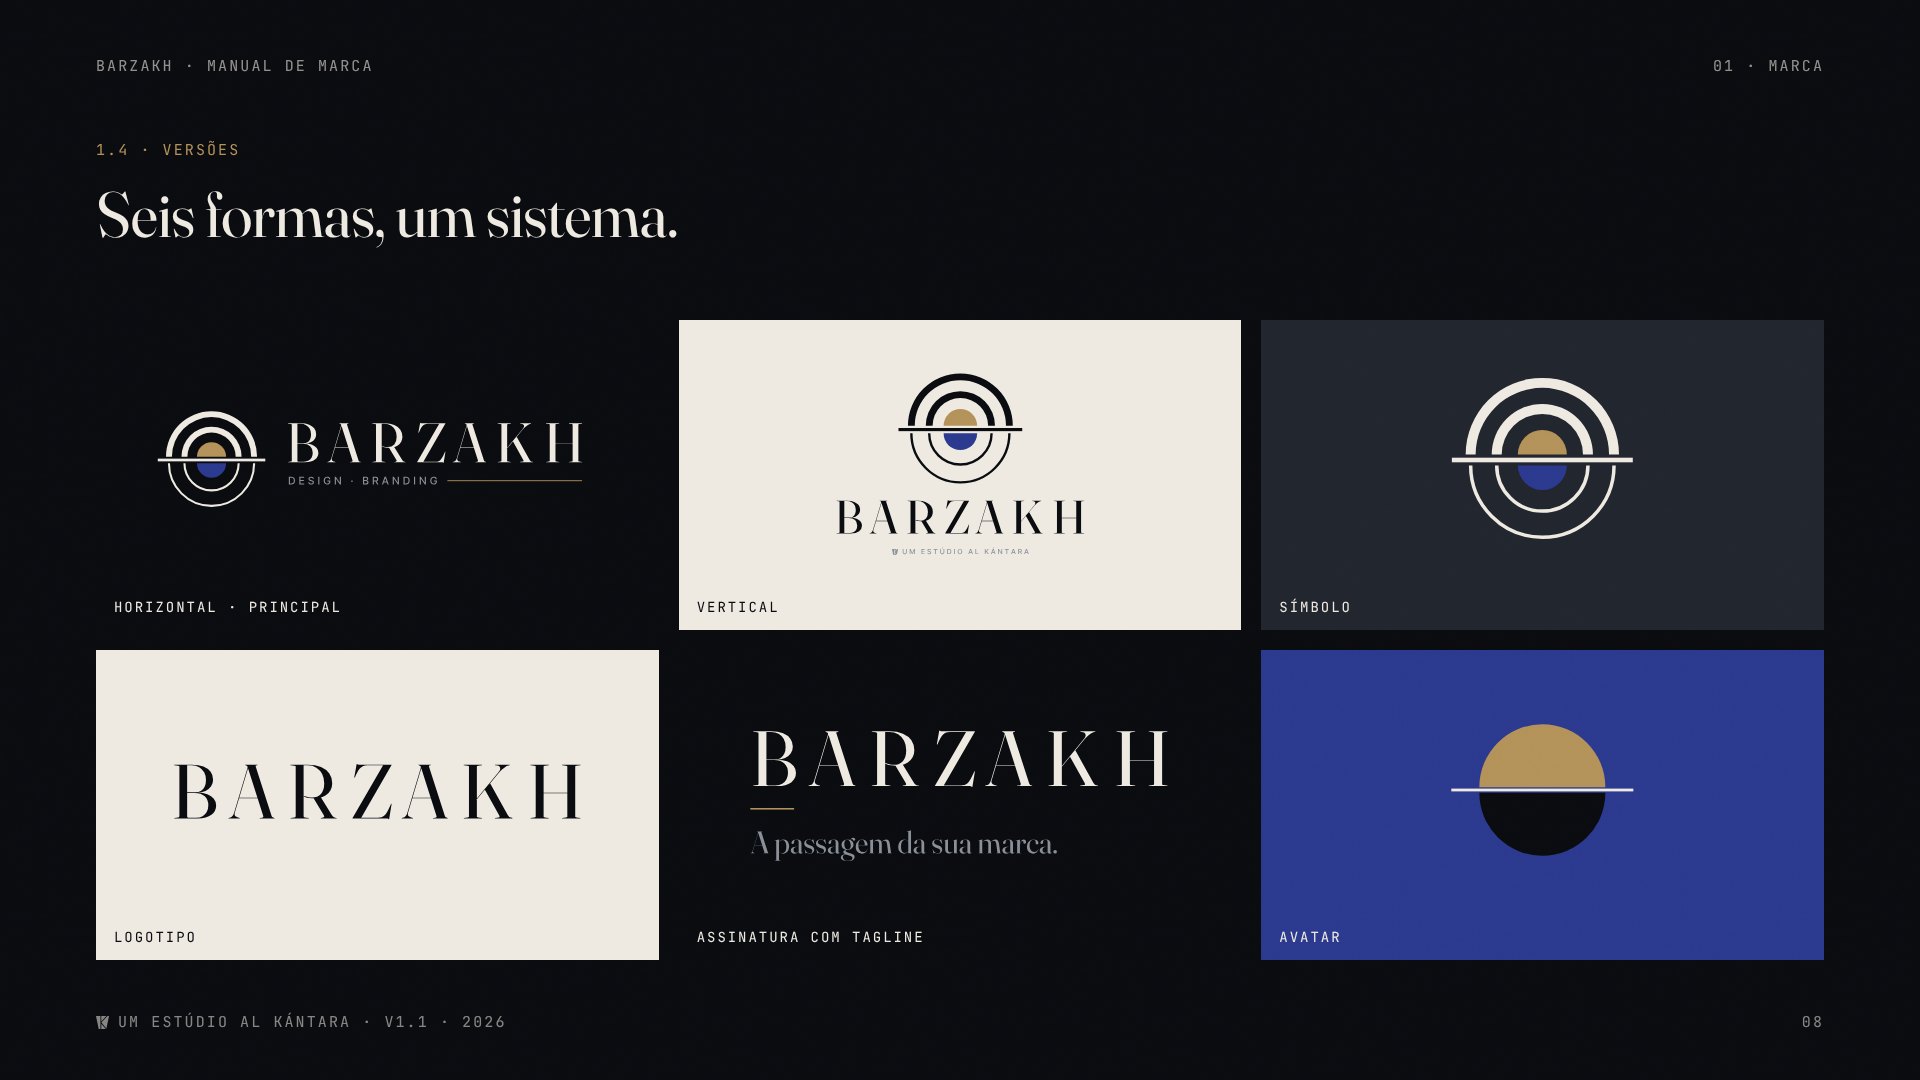 BARZAKH · MANUAL DE MARCA
01 · MARCA
1.4 · VERSÕES
Seis formas, um sistema.
BARZAKH
DESIGN · BRANDING
HORIZONTAL · PRINCIPAL
BARZAKH
UM ESTÚDIO AL KÁNTARA
VERTICAL
SÍMBOLO
BARZAKH
LOGOTIPO
BARZAKH
A passagem da sua marca.
ASSINATURA COM TAGLINE
AVATAR
UM ESTÚDIO AL KÁNTARA · V1.1 · 2026
08